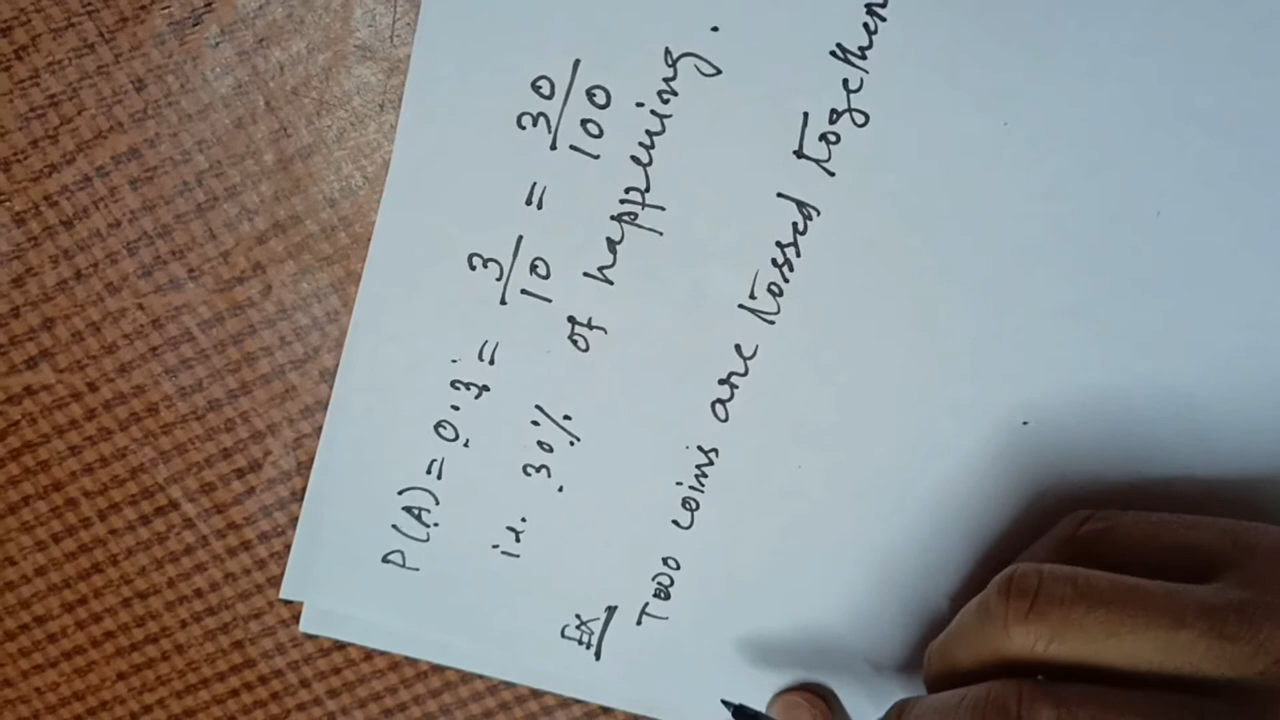 P(A) = 0.3 = 3/10 = 30/100
i.e. 30% of happening.
Ex
Two coins are tossed together